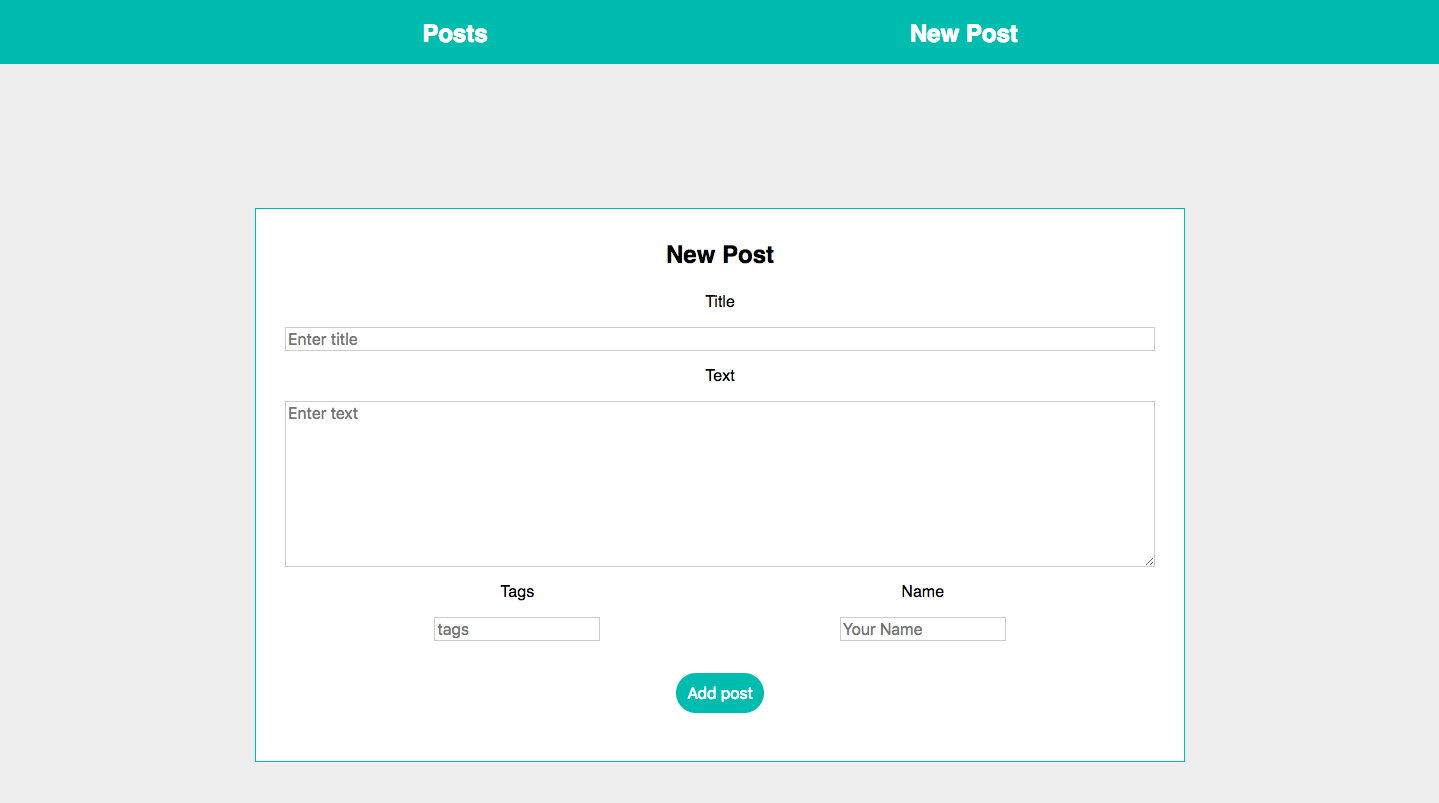 Posts New Post
New Post
Title
Enter title
Text
Enter text
Tags Name
tags Your Name
Add post